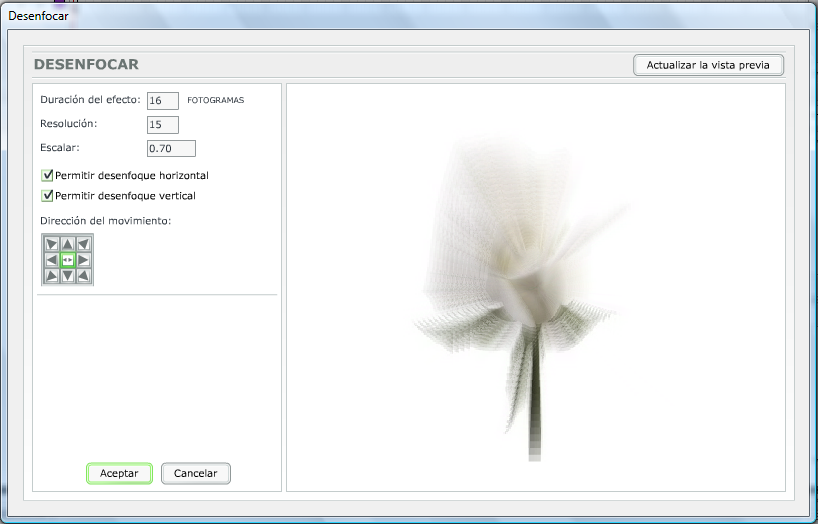 Desenfocar
DESENFOCAR
Actualizar la vista previa
Duración del efecto: 16 FOTOGRAMAS
Resolución: 15
Escalar: 0.70
Permitir desenfoque horizontal
Permitir desenfoque vertical
Dirección del movimiento:
Aceptar Cancelar